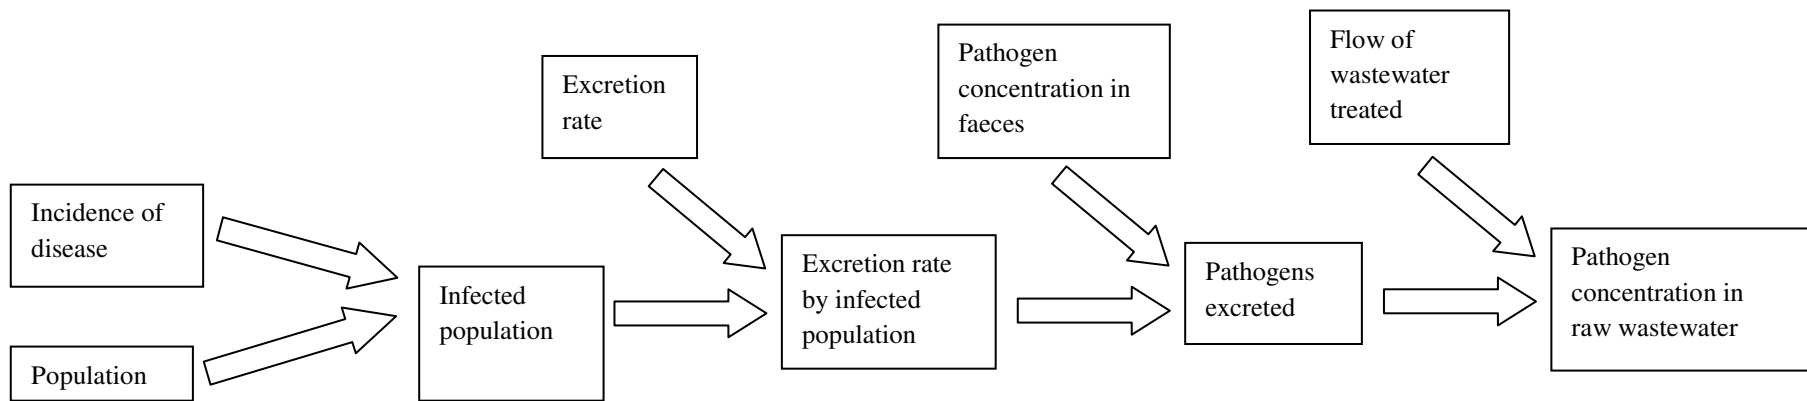 Incidence of
disease
Population
Infected
population
Excretion
rate
Excretion rate
by infected
population
Pathogen
concentration in
faeces
Pathogens
excreted
Flow of
wastewater
treated
Pathogen
concentration in
raw wastewater